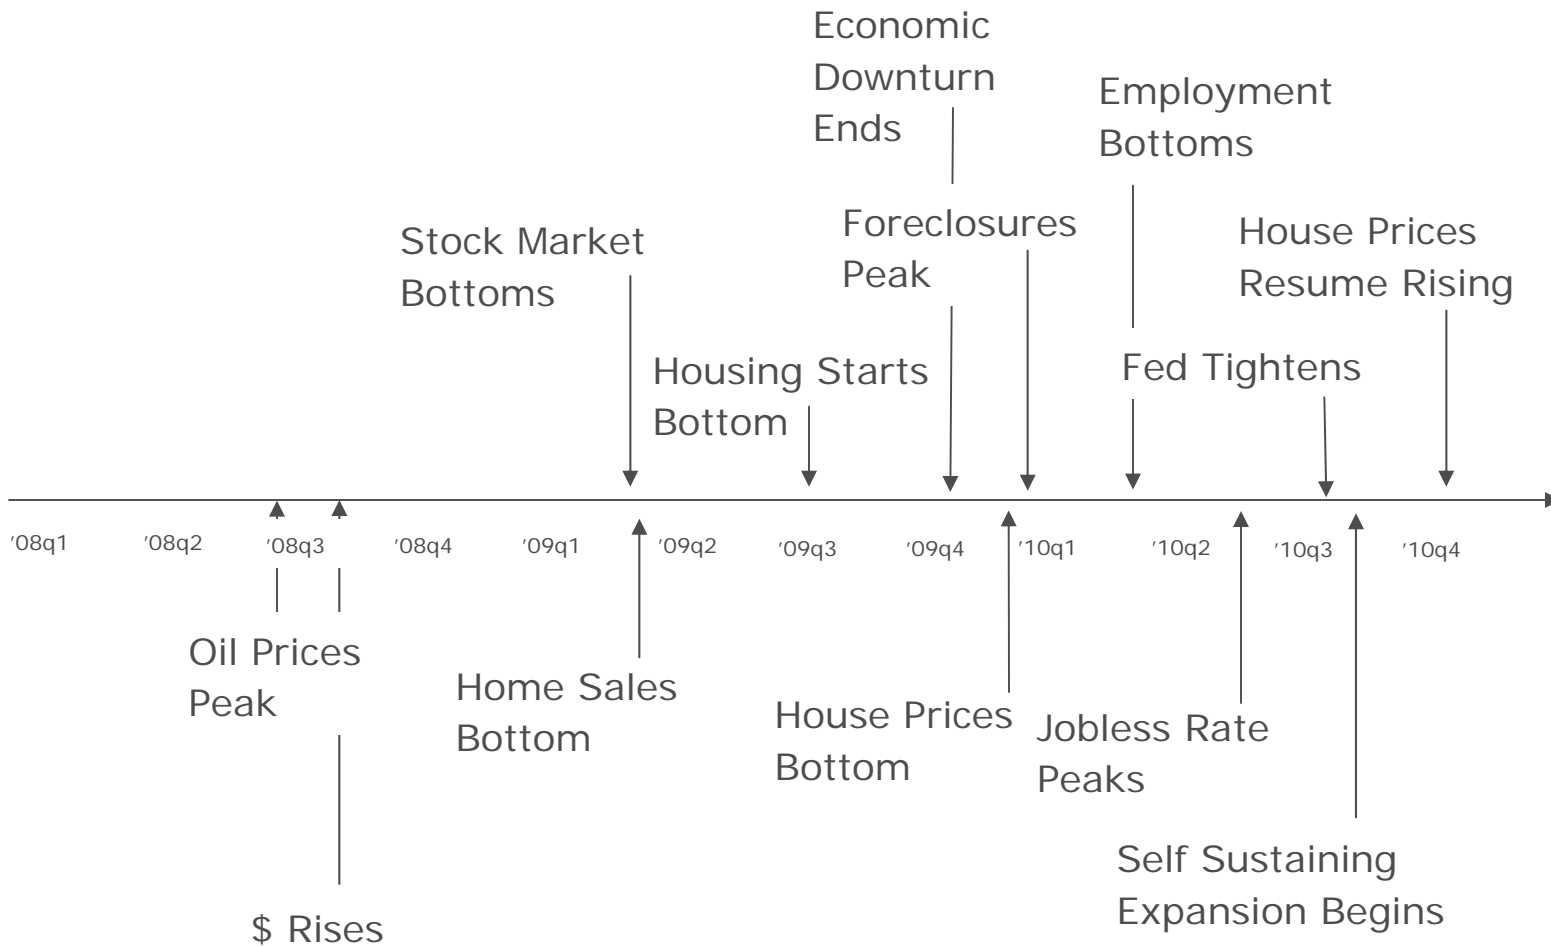 Economic
Downturn
Ends
Employment
Bottoms
Foreclosures
Peak
House Prices
Resume Rising
Stock Market
Bottoms
Housing Starts
Bottom
Fed Tightens
'08q1
'08q2
'08q3
'08q4
'09q1
'09q2
'09q3
'09q4
'10q1
'10q2
'10q3
'10q4
Oil Prices
Peak
Home Sales
Bottom
House Prices
Bottom
Jobless Rate
Peaks
Self Sustaining
Expansion Begins
$ Rises